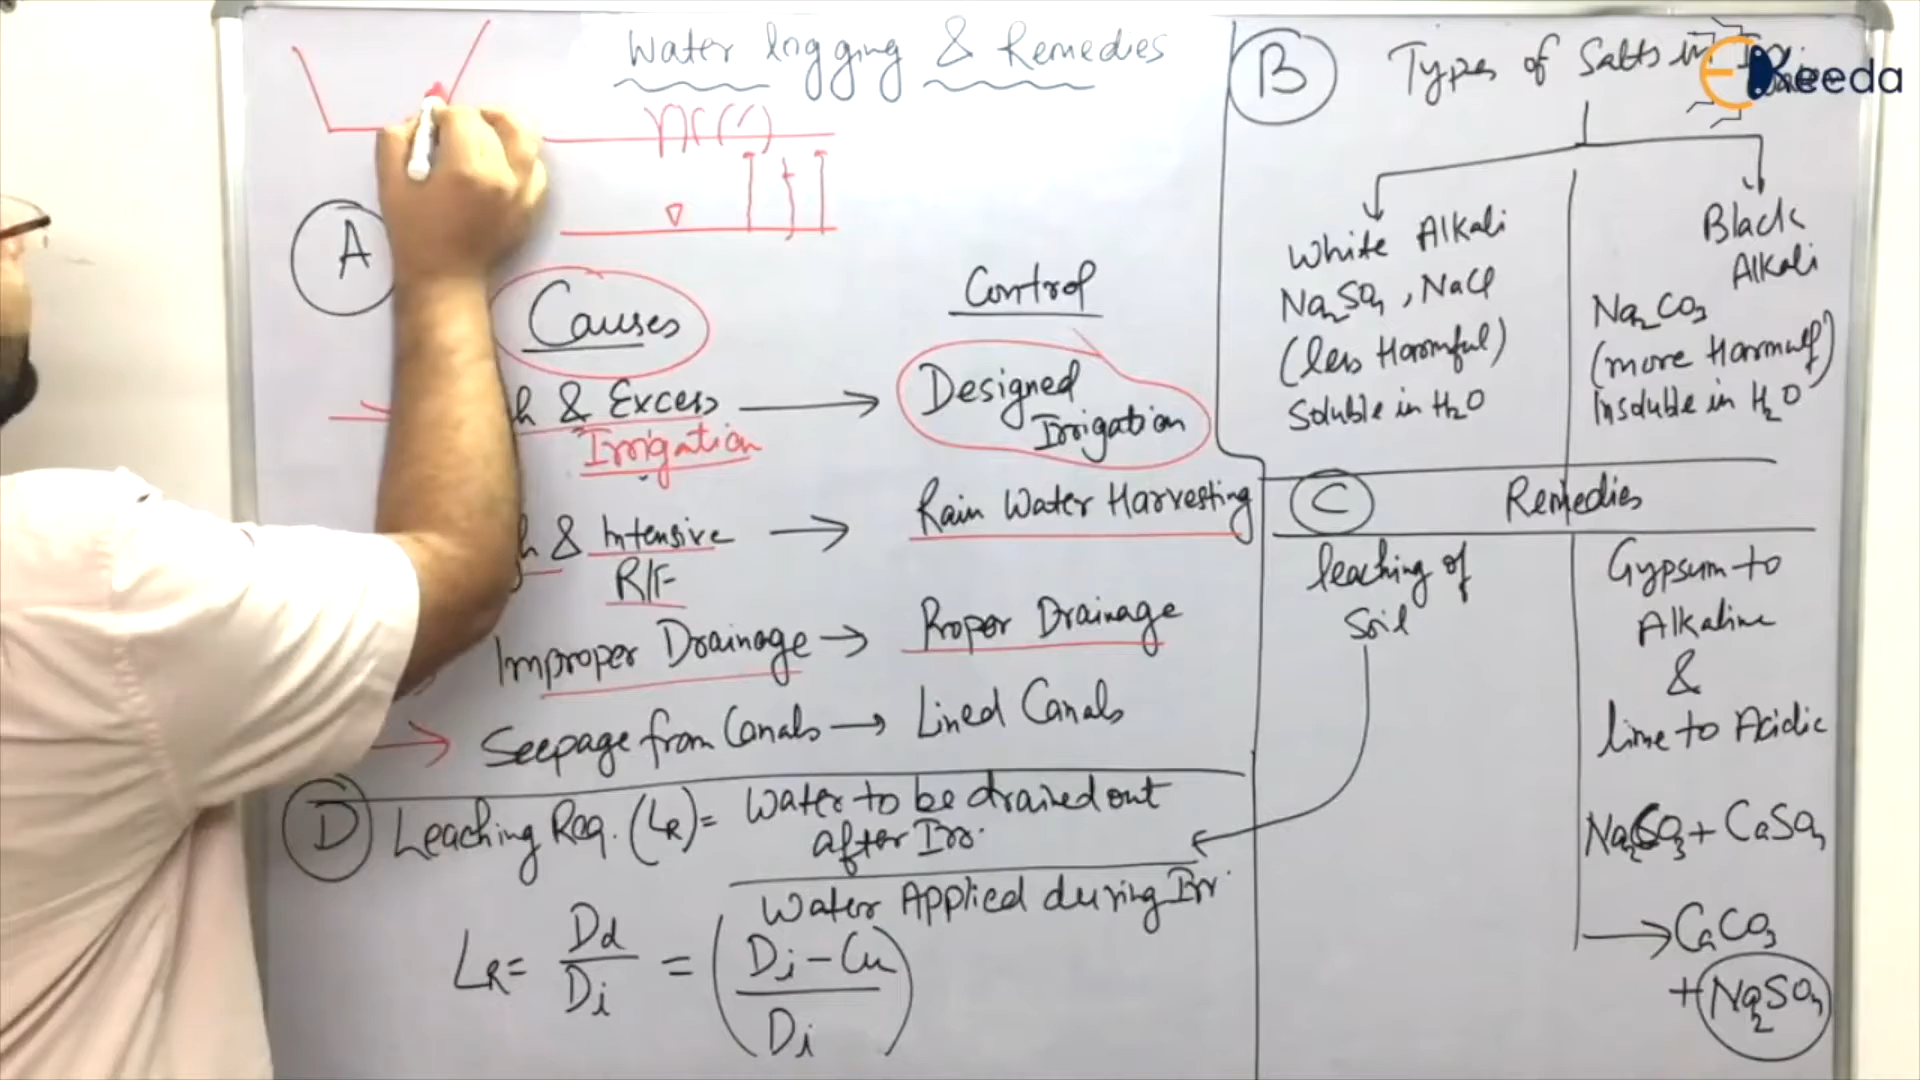 Water logging & Remedies
A
Causes
& Excess
Irrigation
& Intensive
R/F
Improper Drainage →
→ Seepage from Canals →
Control
→ Designed
Irrigation
→ Rain Water Harvesting
Proper Drainage
Lined Canals
B Types of Salts in
Keeda
White Alkali
Na2SO4, NaCl
(less Harmful)
Soluble in H2O
Black
Alkali
Na2CO3
(more Harmulf)
Insoluble in H2O
C Remedies
leaching of
Soil
Gypsum to
Alkaline
&
lime to Acidic
Na2CO3 + CaSO4
→ CaCO3
+ Na2SO4
D Leaching Req. (LR) = Water to be drained out
after Irr.
Water Applied during Irr.
LR = Dd/Di = (Di - Cu/Di)